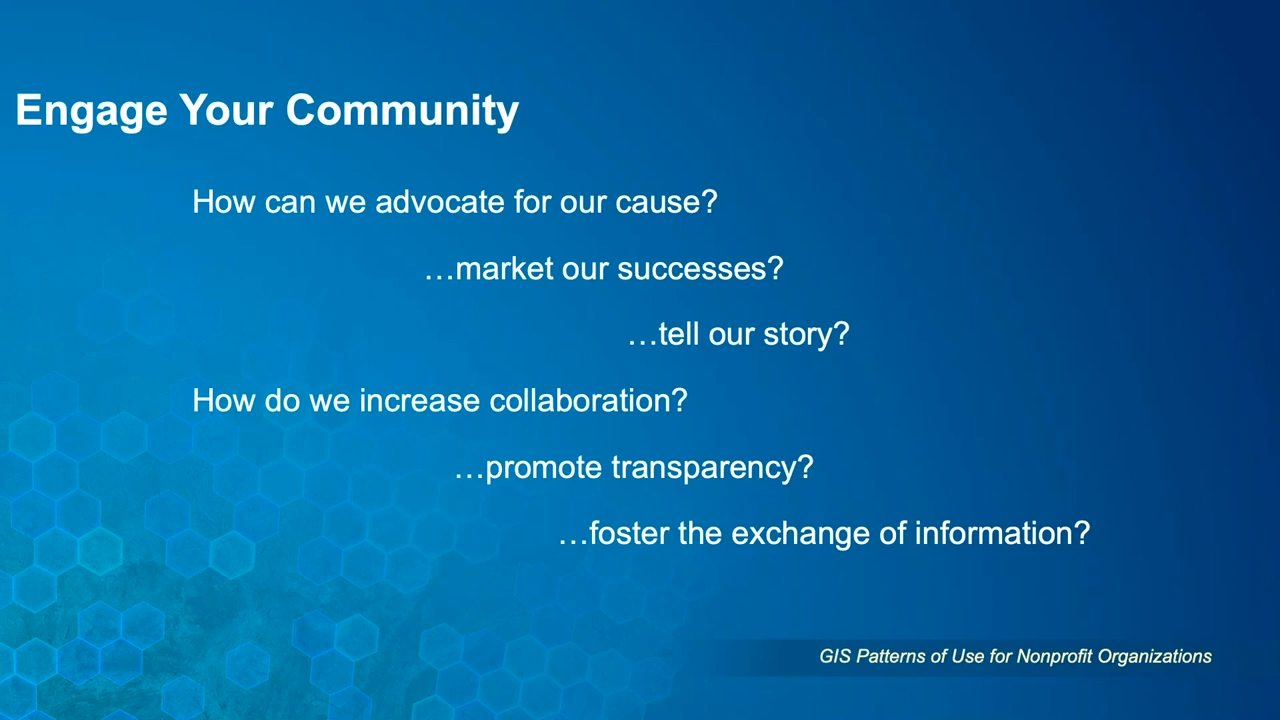 Engage Your Community
How can we advocate for our cause?
…market our successes?
…tell our story?
How do we increase collaboration?
…promote transparency?
…foster the exchange of information?
GIS Patterns of Use for Nonprofit Organizations